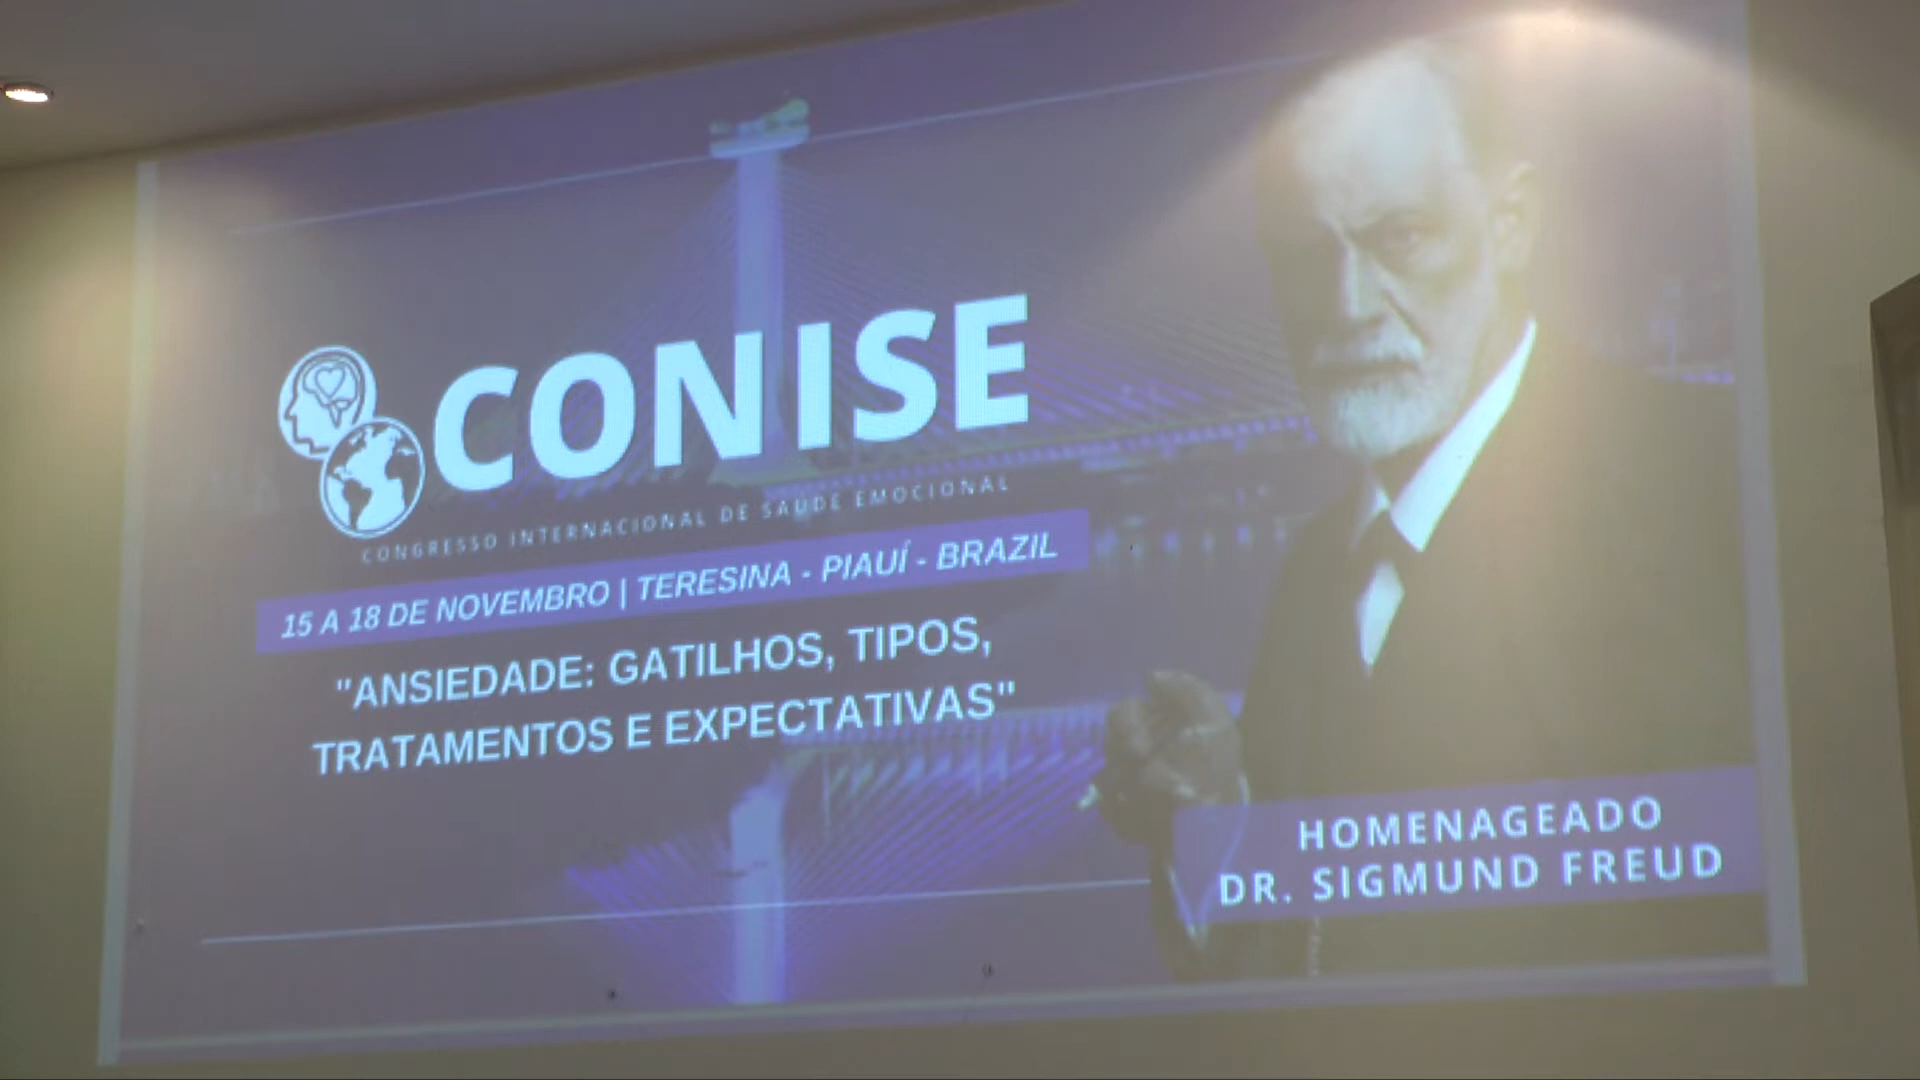 CONISE
CONGRESSO INTERNACIONAL DE SAÚDE EMOCIONAL
15 A 18 DE NOVEMBRO | TERESINA - PIAUÍ - BRAZIL
"ANSIEDADE: GATILHOS, TIPOS,
TRATAMENTOS E EXPECTATIVAS"
HOMENAGEADO
DR. SIGMUND FREUD